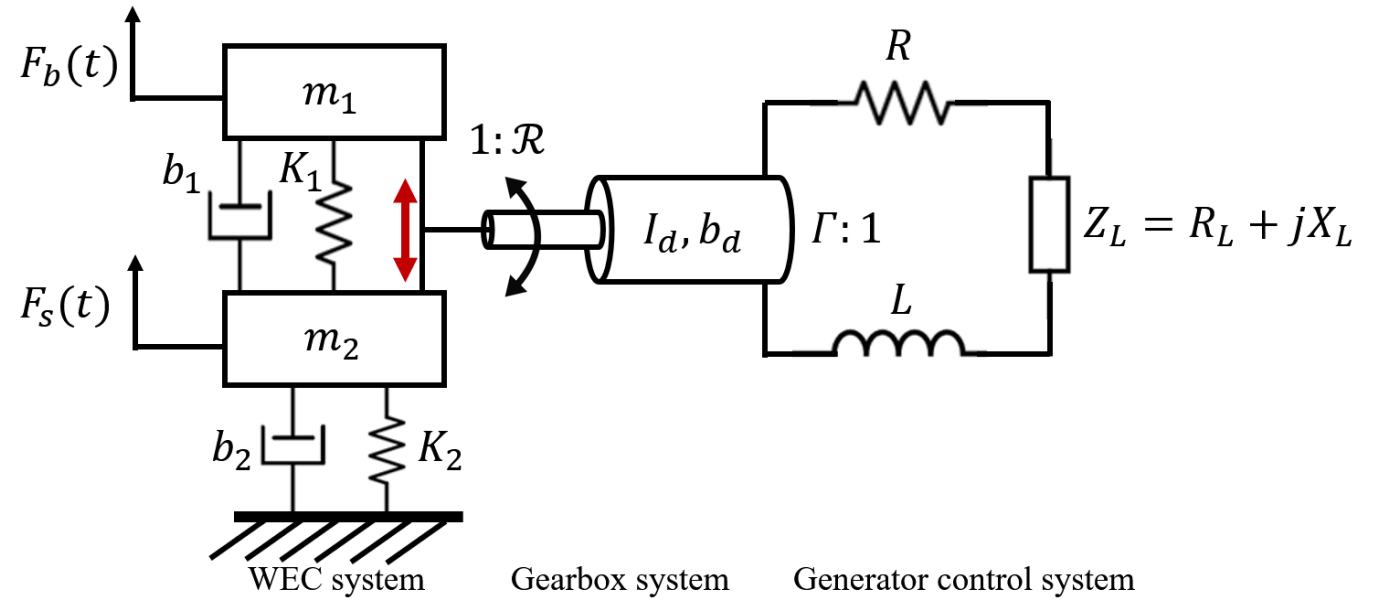 F_b(t)
m_1
b_1
K_1
1:ℛ
I_d, b_d
Γ:1
R
Z_L = R_L + jX_L
L
F_s(t)
m_2
b_2
K_2
WEC system
Gearbox system
Generator control system